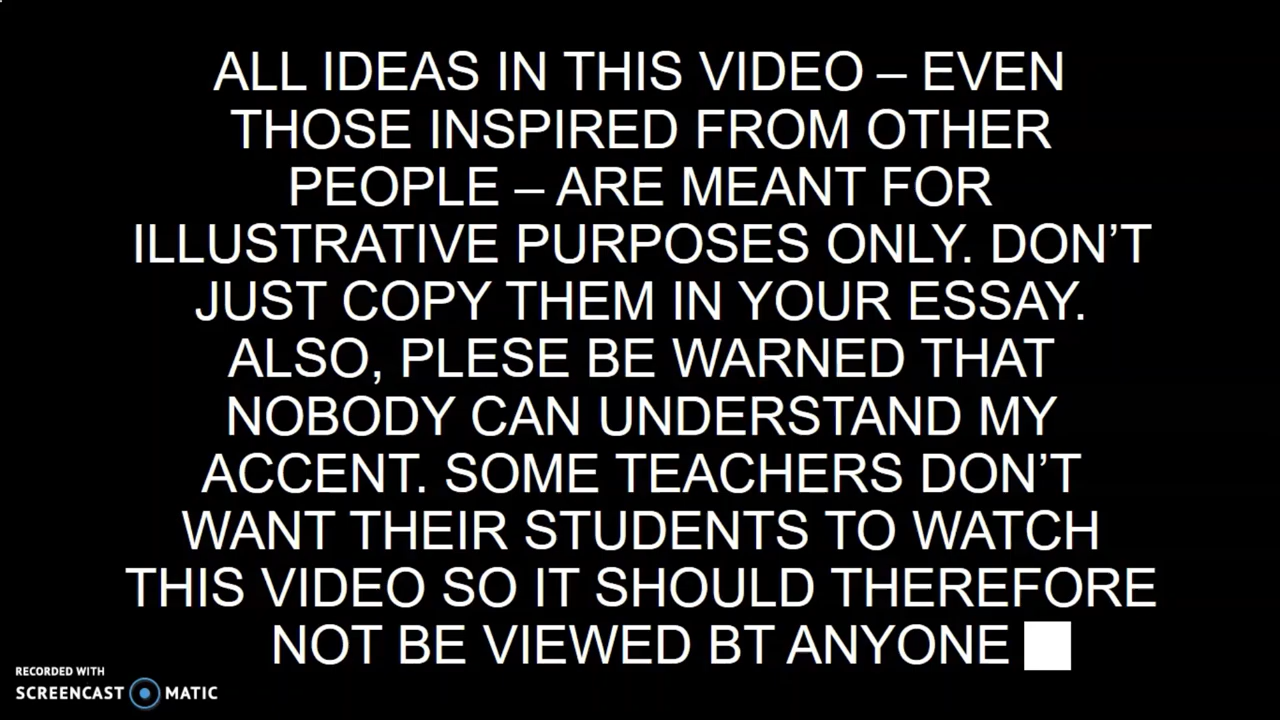 ALL IDEAS IN THIS VIDEO – EVEN
THOSE INSPIRED FROM OTHER
PEOPLE – ARE MEANT FOR
ILLUSTRATIVE PURPOSES ONLY. DON’T
JUST COPY THEM IN YOUR ESSAY.
ALSO, PLESE BE WARNED THAT
NOBODY CAN UNDERSTAND MY
ACCENT. SOME TEACHERS DON’T
WANT THEIR STUDENTS TO WATCH
THIS VIDEO SO IT SHOULD THEREFORE
NOT BE VIEWED BT ANYONE
RECORDED WITH
SCREENCAST MATIC